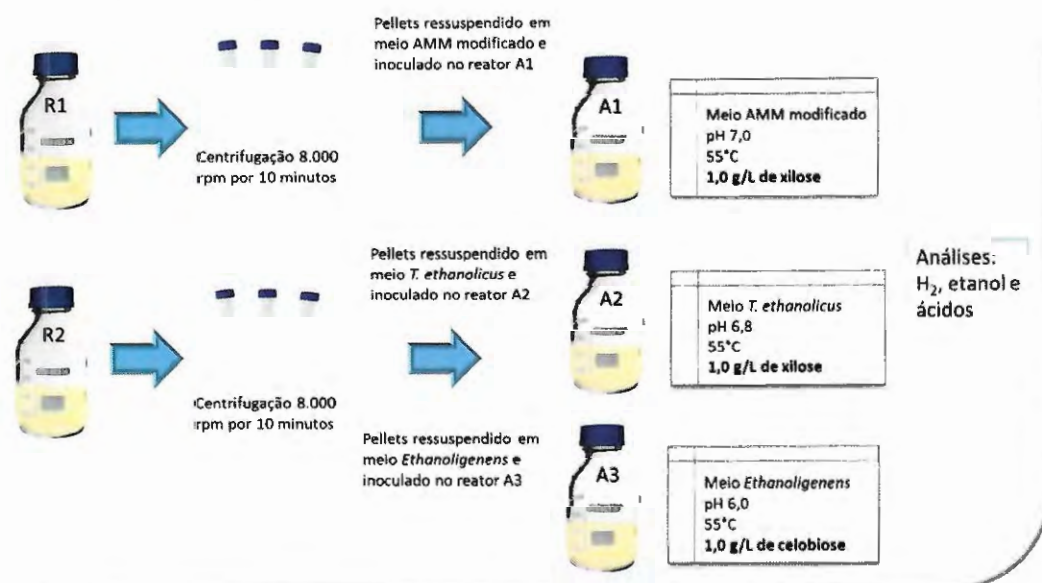 Pellets ressuspendido em
meio AMM modificado e
inoculado no reator A1
R1
Centrifugação 8.000
rpm por 10 minutos
A1
Meio AMM modificado
pH 7,0
55°C
1,0 g/L de xilose
Pellets ressuspendido em
meio T. ethanolicus e
inoculado no reator A2
R2
Centrifugação 8.000
rpm por 10 minutos
A2
Meio T. ethanolicus
pH 6,8
55°C
1,0 g/L de xilose
Análises:
H₂, etanol e
ácidos
Pellets ressuspendido em
meio Ethanoligenens e
inoculado no reator A3
A3
Meio Ethanoligenens
pH 6,0
55°C
1,0 g/L de celobiose